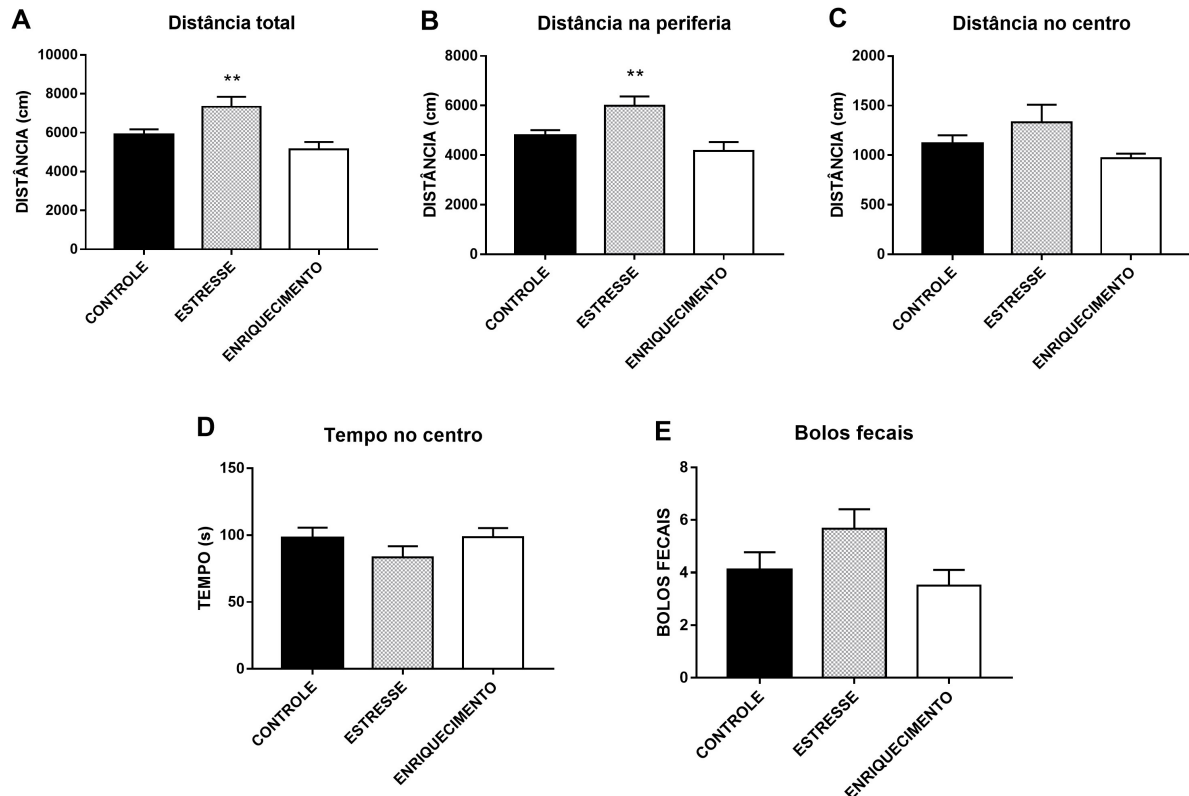 A
Distância total
DISTÂNCIA (cm)
10000
8000
6000
4000
2000
0
**
CONTROLE
ESTRESSE
ENRIQUECIMENTO
B
Distância na periferia
DISTÂNCIA (cm)
8000
6000
4000
2000
0
**
CONTROLE
ESTRESSE
ENRIQUECIMENTO
C
Distância no centro
DISTÂNCIA (cm)
2000
1500
1000
500
0
CONTROLE
ESTRESSE
ENRIQUECIMENTO
D
Tempo no centro
TEMPO (s)
150
100
50
0
CONTROLE
ESTRESSE
ENRIQUECIMENTO
E
Bolos fecais
BOLOS FECAIS
8
6
4
2
0
CONTROLE
ESTRESSE
ENRIQUECIMENTO